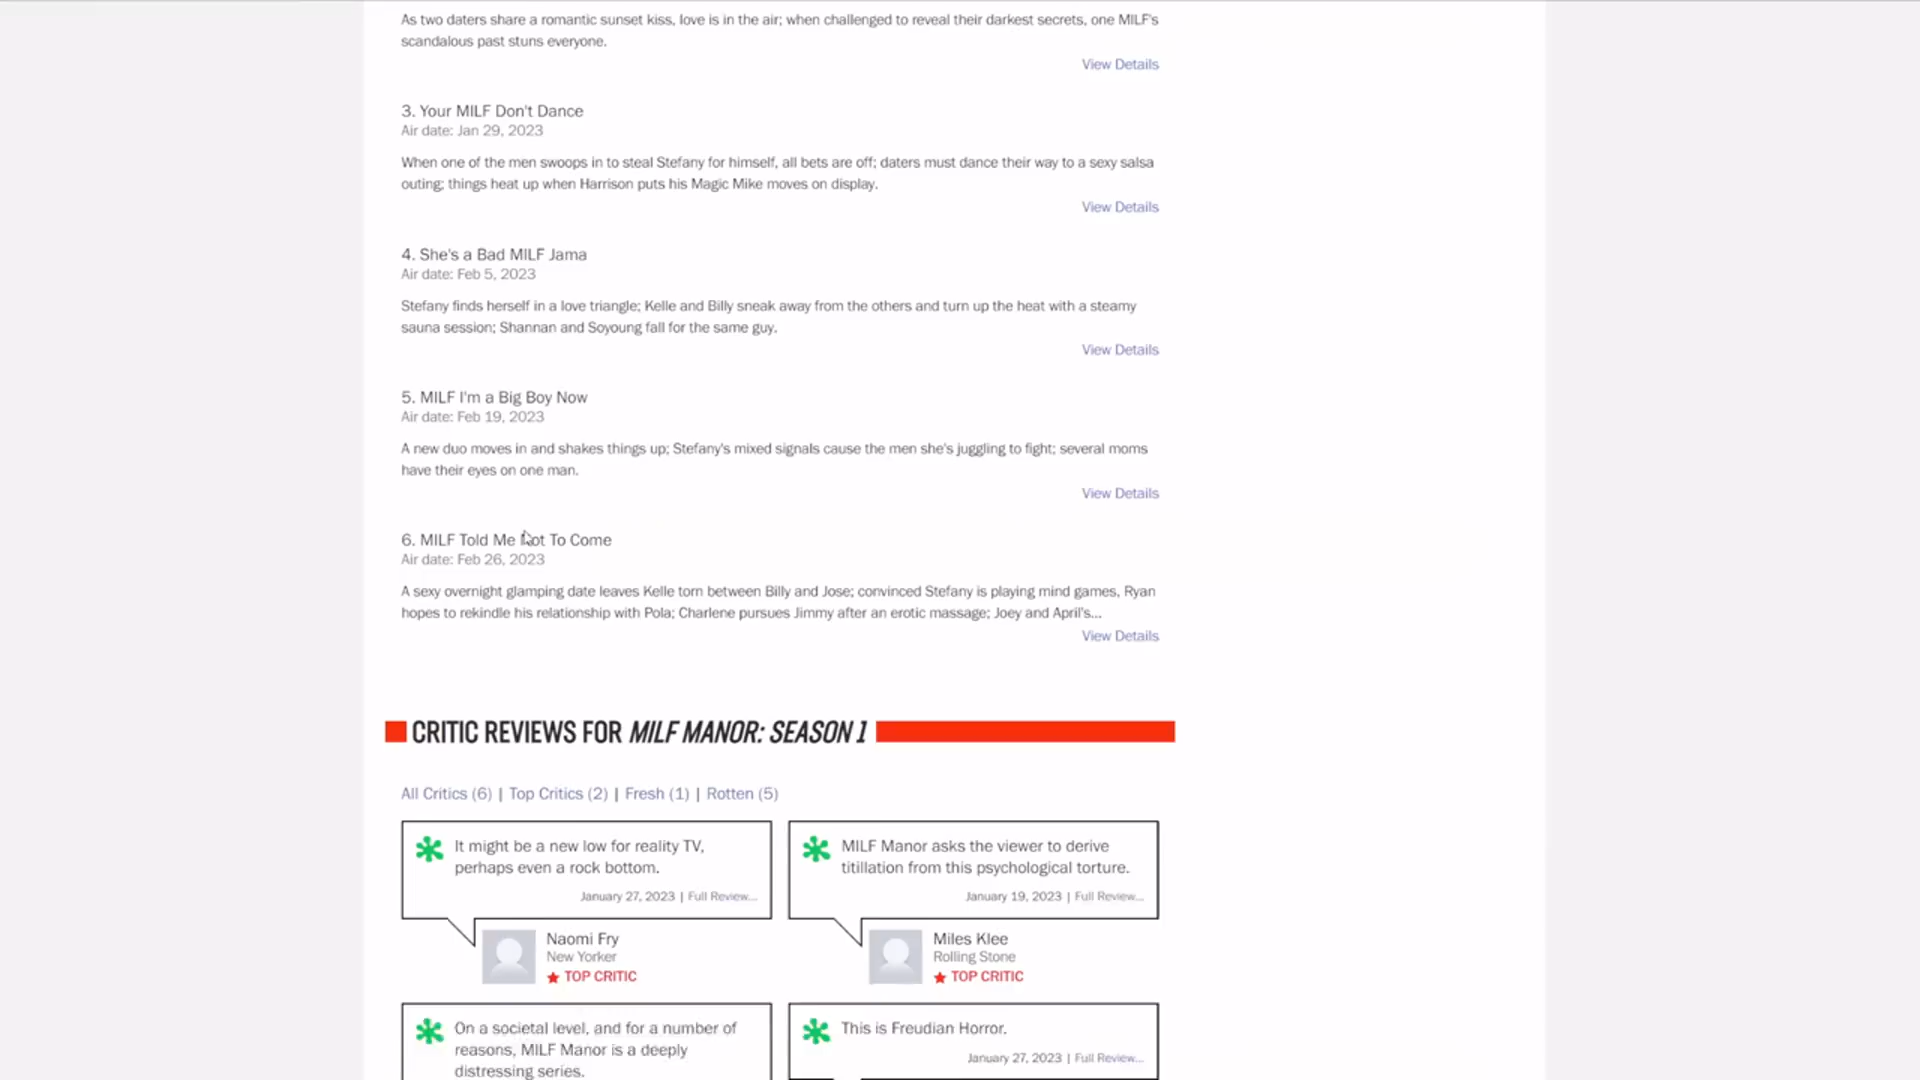 As two daters share a romantic sunset kiss, love is in the air; when challenged to reveal their darkest secrets, one MILF's
scandalous past stuns everyone.
View Details
3. Your MILF Don't Dance
Air date: Jan 29, 2023
When one of the men swoops in to steal Stefany for himself, all bets are off; daters must dance their way to a sexy salsa
outing; things heat up when Harrison puts his Magic Mike moves on display.
View Details
4. She's a Bad MILF Jama
Air date: Feb 5, 2023
Stefany finds herself in a love triangle; Kelle and Billy sneak away from the others and turn up the heat with a steamy
sauna session; Shannan and Soyoung fall for the same guy.
View Details
5. MILF I'm a Big Boy Now
Air date: Feb 19, 2023
A new duo moves in and shakes things up; Stefany's mixed signals cause the men she's juggling to fight; several moms
have their eyes on one man.
View Details
6. MILF Told Me Not To Come
Air date: Feb 26, 2023
A sexy overnight glamping date leaves Kelle torn between Billy and Jose; convinced Stefany is playing mind games, Ryan
hopes to rekindle his relationship with Pola; Charlene pursues Jimmy after an erotic massage; Joey and April's...
View Details
CRITIC REVIEWS FOR MILF MANOR: SEASON 1
All Critics (6) | Top Critics (2) | Fresh (1) | Rotten (5)
It might be a new low for reality TV,
perhaps even a rock bottom.
January 27, 2023 | Full Review...
Naomi Fry
New Yorker
TOP CRITIC
MILF Manor asks the viewer to derive
titillation from this psychological torture.
January 19, 2023 | Full Review...
Miles Klee
Rolling Stone
TOP CRITIC
On a societal level, and for a number of
reasons, MILF Manor is a deeply
distressing series.
This is Freudian Horror.
January 27, 2023 | Full Review...